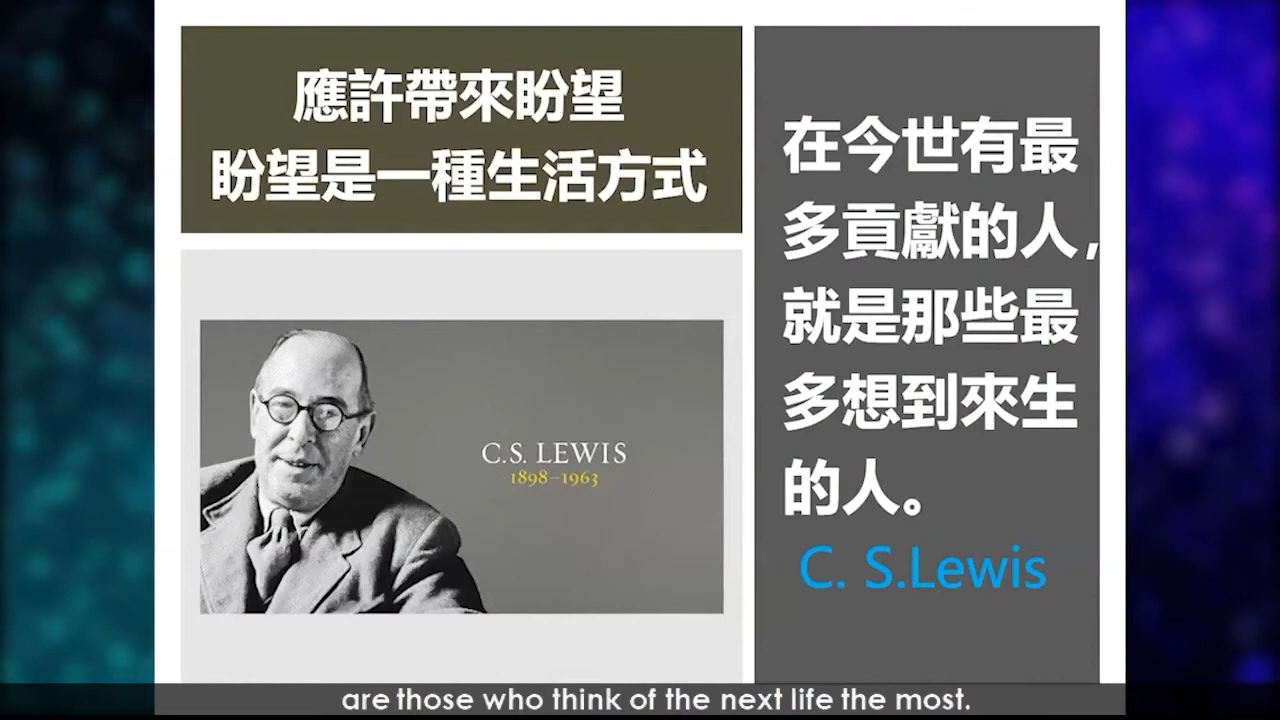 應許帶來盼望
盼望是一種生活方式
C.S. LEWIS
1898–1963
在今世有最
多貢獻的人，
就是那些最
多想到來生
的人。
C. S.Lewis
are those who think of the next life the most.